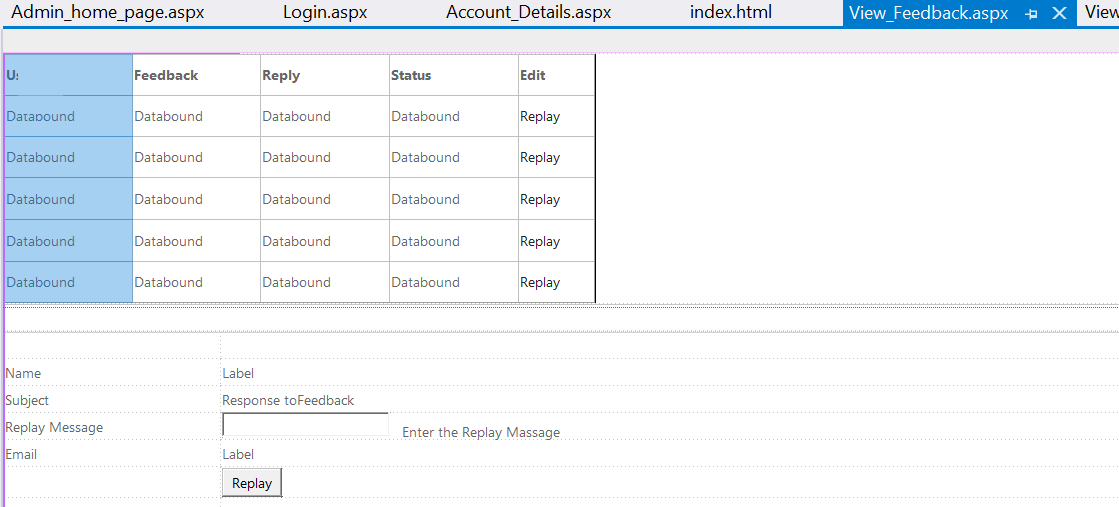 Admin_home_page.aspx Login.aspx Account_Details.aspx index.html View_Feedback.aspx View
Feedback Reply Status Edit
Databound Databound Databound Databound Replay
Databound Databound Databound Databound Replay
Databound Databound Databound Databound Replay
Databound Databound Databound Databound Replay
Databound Databound Databound Databound Replay
Name Label
Subject Response toFeedback
Replay Message Enter the Replay Massage
Email Label
Replay